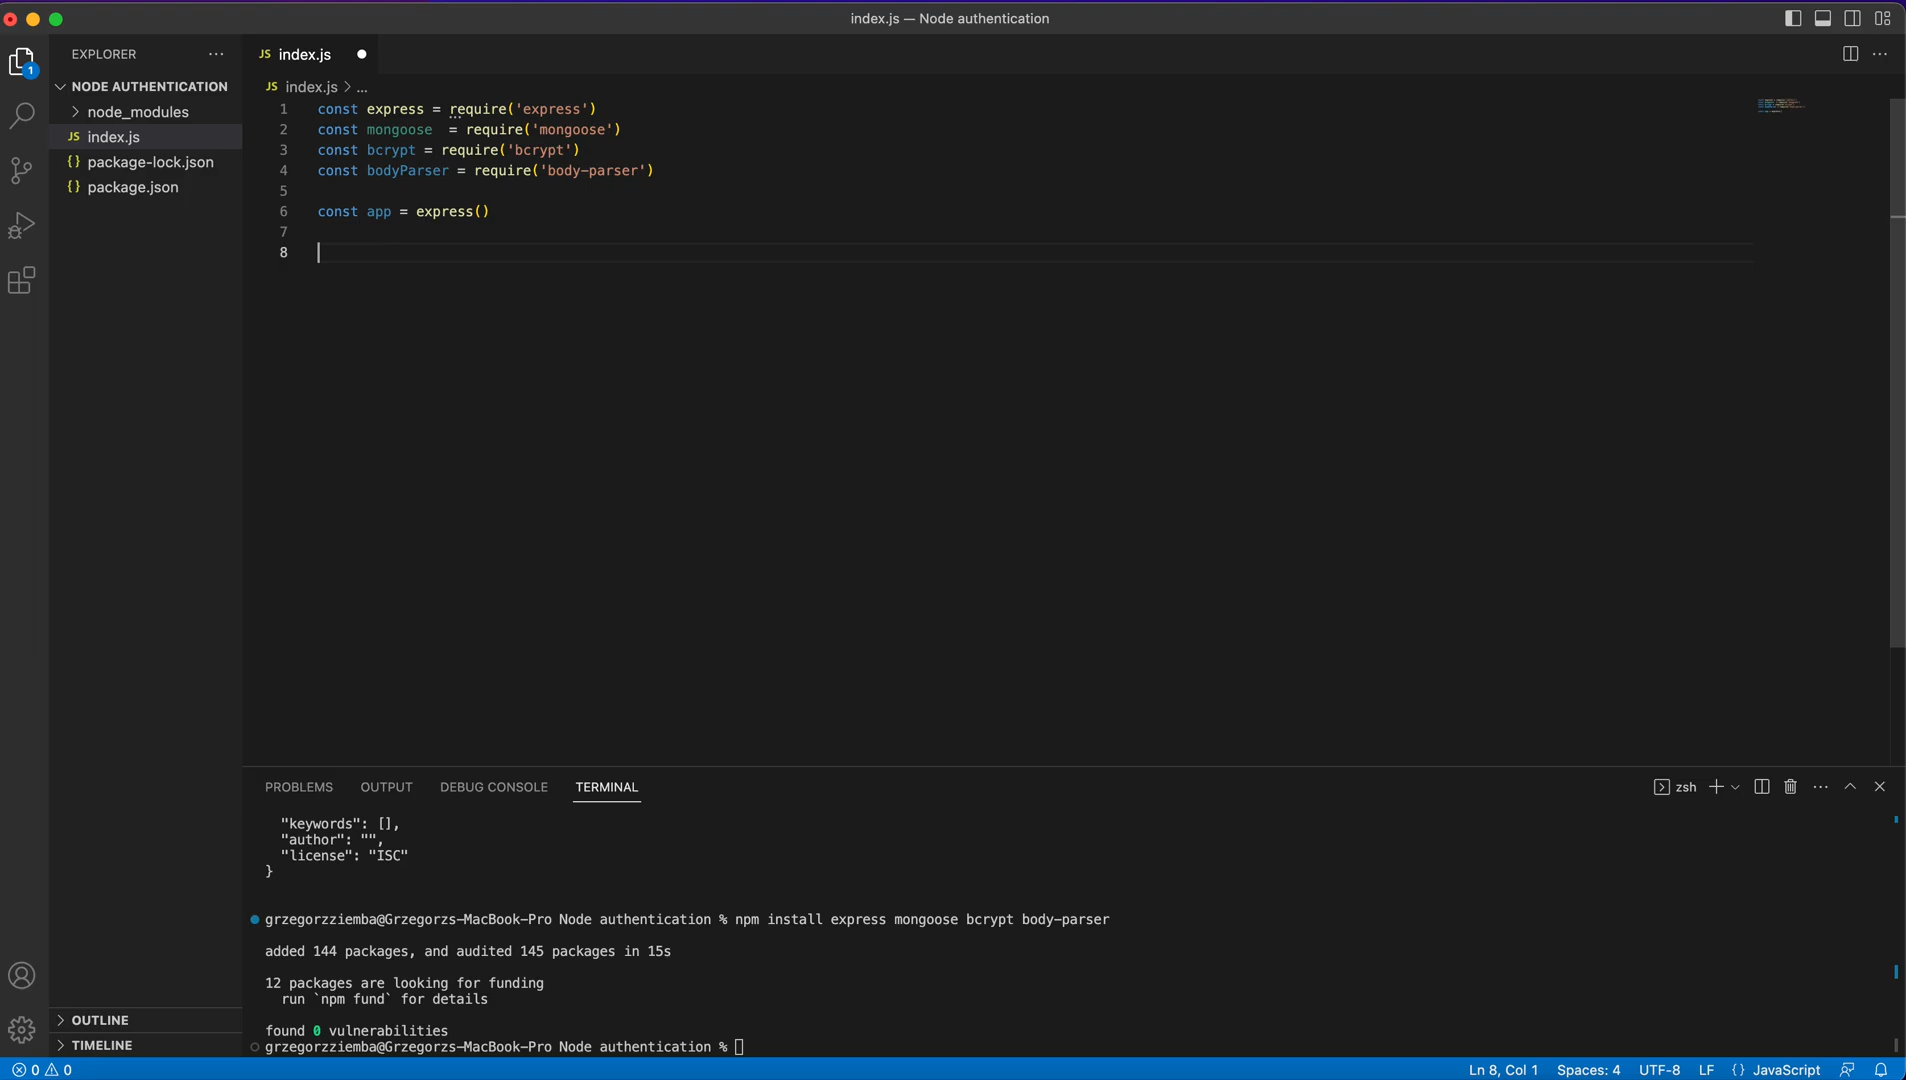 index.js — Node authentication
EXPLORER
1
NODE AUTHENTICATION
node_modules
JS index.js
{} package-lock.json
{} package.json
OUTLINE
TIMELINE
JS index.js
JS index.js > ...
1 const express = require('express')
2 const mongoose  = require('mongoose')
3 const bcrypt = require('bcrypt')
4 const bodyParser = require('body-parser')
5
6 const app = express()
7
8
PROBLEMS OUTPUT DEBUG CONSOLE TERMINAL
zsh
"keywords": [],
"author": "",
"license": "ISC"
}
grzegorzziemba@Grzegorzs-MacBook-Pro Node authentication % npm install express mongoose bcrypt body-parser
added 144 packages, and audited 145 packages in 15s
12 packages are looking for funding
run `npm fund` for details
found 0 vulnerabilities
grzegorzziemba@Grzegorzs-MacBook-Pro Node authentication %
0 0
Ln 8, Col 1 Spaces: 4 UTF-8 LF {} JavaScript